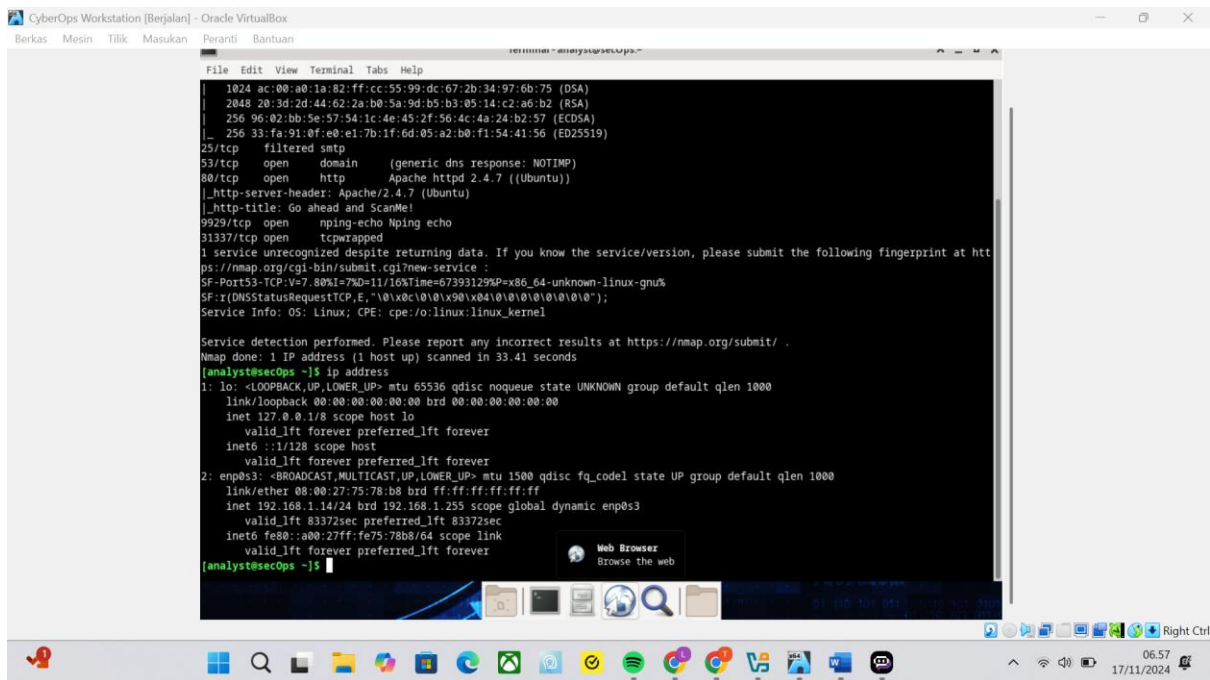 CyberOps Workstation [Berjalan] - Oracle VirtualBox
Berkas Mesin Tilik Masukan Peranti Bantuan
Terminal - analyst@secOps:~
File Edit View Terminal Tabs Help
| 1024 ac:00:a0:1a:82:ff:cc:55:99:dc:67:2b:34:97:6b:75 (DSA)
| 2048 20:3d:2d:44:62:2a:b0:5a:9d:b5:b3:05:14:c2:a6:b2 (RSA)
| 256 96:02:bb:5e:57:54:1c:4e:45:2f:56:4c:4a:24:b2:57 (ECDSA)
|_ 256 33:fa:91:0f:e0:e1:7b:1f:6d:05:a2:b0:f1:54:41:56 (ED25519)
25/tcp filtered smtp
53/tcp open domain (generic dns response: NOTIMP)
80/tcp open http Apache httpd 2.4.7 ((Ubuntu))
|_http-server-header: Apache/2.4.7 (Ubuntu)
|_http-title: Go ahead and ScanMe!
9929/tcp open nping-echo Nping echo
31337/tcp open tcpwrapped
1 service unrecognized despite returning data. If you know the service/version, please submit the following fingerprint at htt
ps://nmap.org/cgi-bin/submit.cgi?new-service :
SF-Port53-TCP:V=7.80%I=7%D=11/16%Time=67393129%P=x86_64-unknown-linux-gnu%
SF:r(DNSStatusRequestTCP,E,"\0\x0c\0\0\x90\x04\0\0\0\0\0\0\0\0");
Service Info: OS: Linux; CPE: cpe:/o:linux:linux_kernel
Service detection performed. Please report any incorrect results at https://nmap.org/submit/ .
Nmap done: 1 IP address (1 host up) scanned in 33.41 seconds
[analyst@secOps ~]$ ip address
1: lo: <LOOPBACK,UP,LOWER_UP> mtu 65536 qdisc noqueue state UNKNOWN group default qlen 1000
link/loopback 00:00:00:00:00:00 brd 00:00:00:00:00:00
inet 127.0.0.1/8 scope host lo
valid_lft forever preferred_lft forever
inet6 ::1/128 scope host
valid_lft forever preferred_lft forever
2: enp0s3: <BROADCAST,MULTICAST,UP,LOWER_UP> mtu 1500 qdisc fq_codel state UP group default qlen 1000
link/ether 08:00:27:75:78:b8 brd ff:ff:ff:ff:ff:ff
inet 192.168.1.14/24 brd 192.168.1.255 scope global dynamic enp0s3
valid_lft 83372sec preferred_lft 83372sec
inet6 fe80::a00:27ff:fe75:78b8/64 scope link
valid_lft forever preferred_lft forever
[analyst@secOps ~]$
Web Browser
Browse the web
Right Ctrl
06.57
17/11/2024